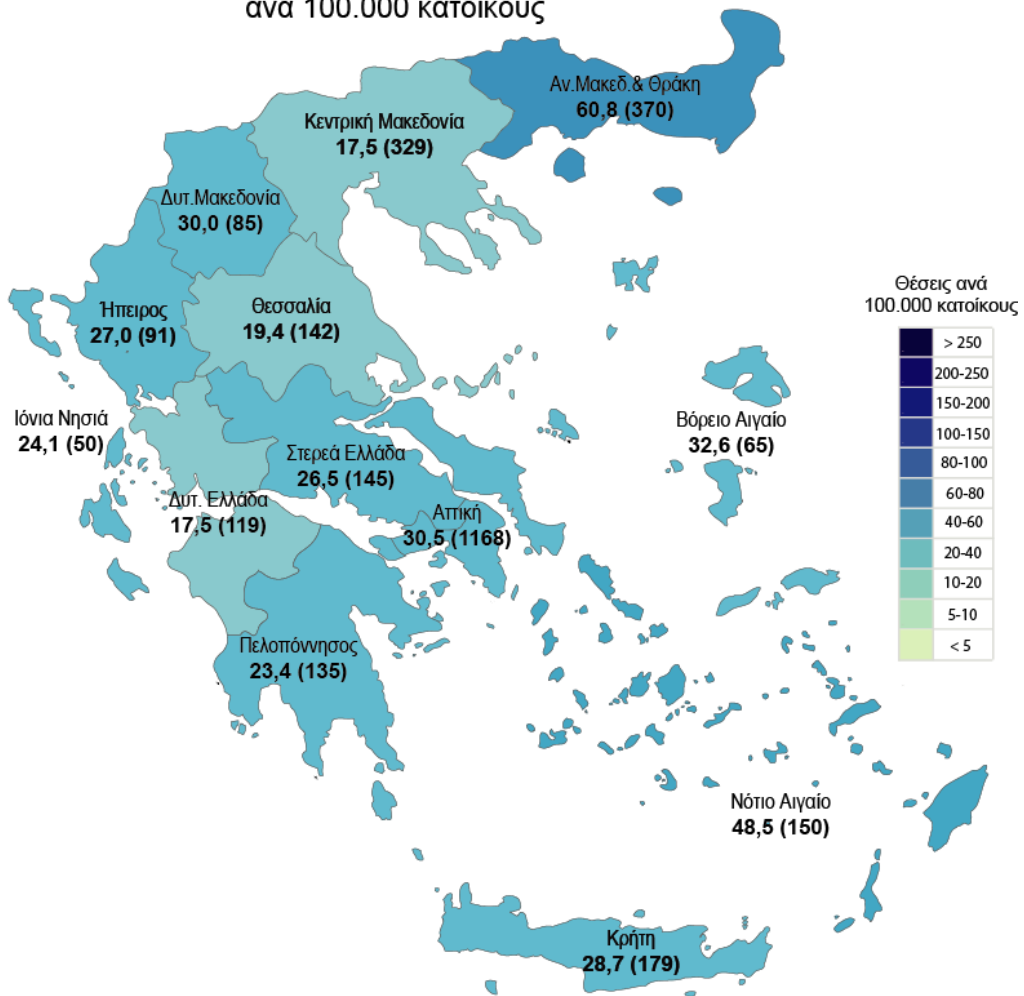 ανά 100.000 κατοίκους
Αν.Μακεδ.& Θράκη
60,8 (370)
Κεντρική Μακεδονία
17,5 (329)
Δυτ.Μακεδονία
30,0 (85)
Ήπειρος
27,0 (91)
Θεσσαλία
19,4 (142)
Ιόνια Νησιά
24,1 (50)
Στερεά Ελλάδα
26,5 (145)
Δυτ. Ελλάδα
17,5 (119)
Αττική
30,5 (1168)
Πελοπόννησος
23,4 (135)
Βόρειο Αιγαίο
32,6 (65)
Νότιο Αιγαίο
48,5 (150)
Κρήτη
28,7 (179)
Θέσεις ανά
100.000 κατοίκους
> 250
200-250
150-200
100-150
80-100
60-80
40-60
20-40
10-20
5-10
< 5